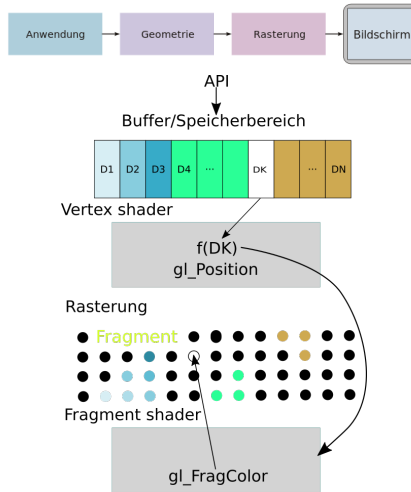 Anwendung Geometrie Rasterung Bildschirm
API
Buffer/Speicherbereich
D1 D2 D3 D4 ... DK ... DN
Vertex shader
f(DK)
gl_Position
Rasterung
Fragment
Fragment shader
gl_FragColor